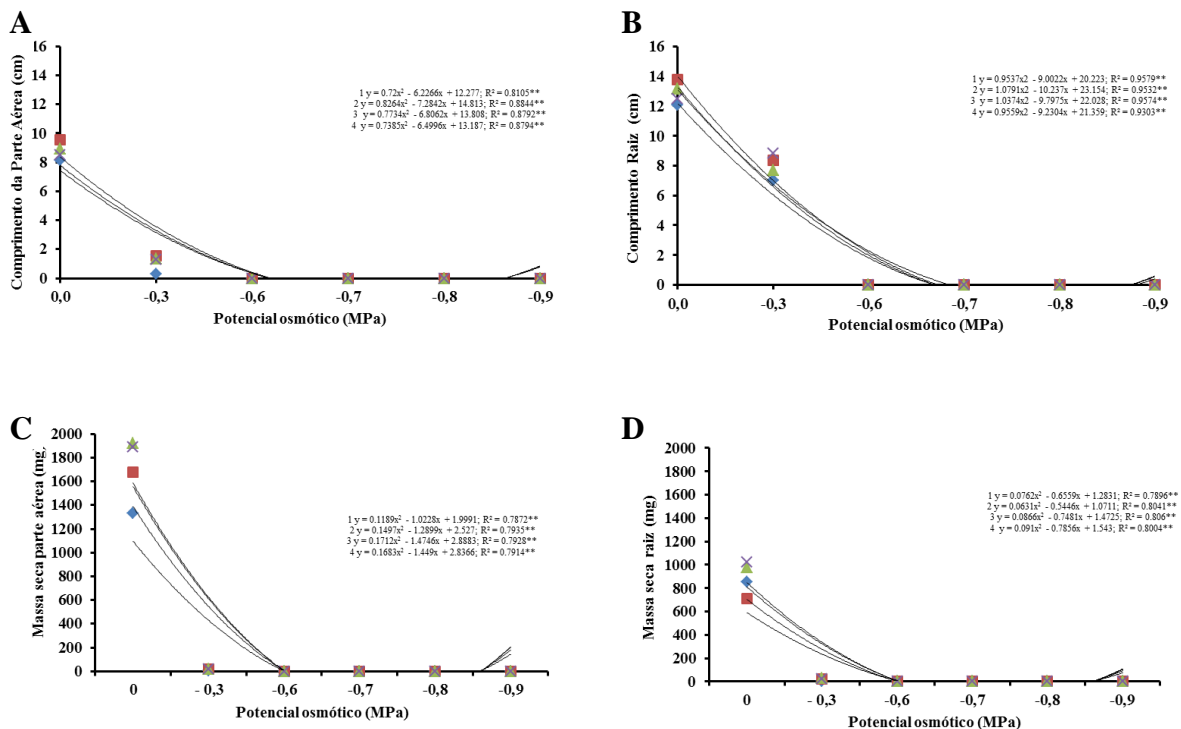 A
Comprimento da Parte Aérea (cm)
16
14
12
10
8
6
4
2
0
1 y = 0.72x² - 6.2266x + 12.277; R² = 0.8105**
2 y = 0.8264x² - 7.2842x + 14.813; R² = 0.8844**
3 y = 0.7734x² - 6.8062x + 13.808; R² = 0.8792**
4 y = 0.7385x² - 6.4996x + 13.187; R² = 0.8794**
0,0 -0,3 -0,6 -0,7 -0,8 -0,9
Potencial osmótico (MPa)
B
Comprimento Raiz (cm)
16
14
12
10
8
6
4
2
0
1 y = 0.9537x2 - 9.0022x + 20.223; R² = 0.9579**
2 y = 1.0791x2 - 10.237x + 23.154; R² = 0.9532**
3 y = 1.0374x2 - 9.7975x + 22.028; R² = 0.9574**
4 y = 0.9559x2 - 9.2304x + 21.359; R² = 0.9303**
0,0 -0,3 -0,6 -0,7 -0,8 -0,9
Potencial osmótico (MPa)
C
Massa seca parte aérea (mg)
2000
1800
1600
1400
1200
1000
800
600
400
200
0
1 y = 0.1189x² - 1.0228x + 1.9991; R² = 0.7872**
2 y = 0.1497x² - 1.2899x + 2.527; R² = 0.7935**
3 y = 0.1712x² - 1.4746x + 2.8883; R² = 0.7928**
4 y = 0.1683x² - 1.449x + 2.8366; R² = 0.7914**
0 -0,3 -0,6 -0,7 -0,8 -0,9
Potencial osmótico (MPa)
D
Massa seca raiz (mg)
2000
1800
1600
1400
1200
1000
800
600
400
200
0
1 y = 0.0762x² - 0.6559x + 1.2831; R² = 0.7896**
2 y = 0.0631x² - 0.5446x + 1.0711; R² = 0.8041**
3 y = 0.0866x² - 0.7481x + 1.4725; R² = 0.806**
4 y = 0.091x² - 0.7856x + 1.543; R² = 0.8004**
0 - 0,3 -0,6 -0,7 -0,8 -0,9
Potencial osmótico (MPa)